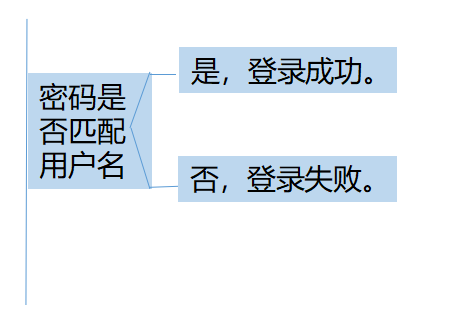 密码是
否匹配
用户名
是，登录成功。
否，登录失败。